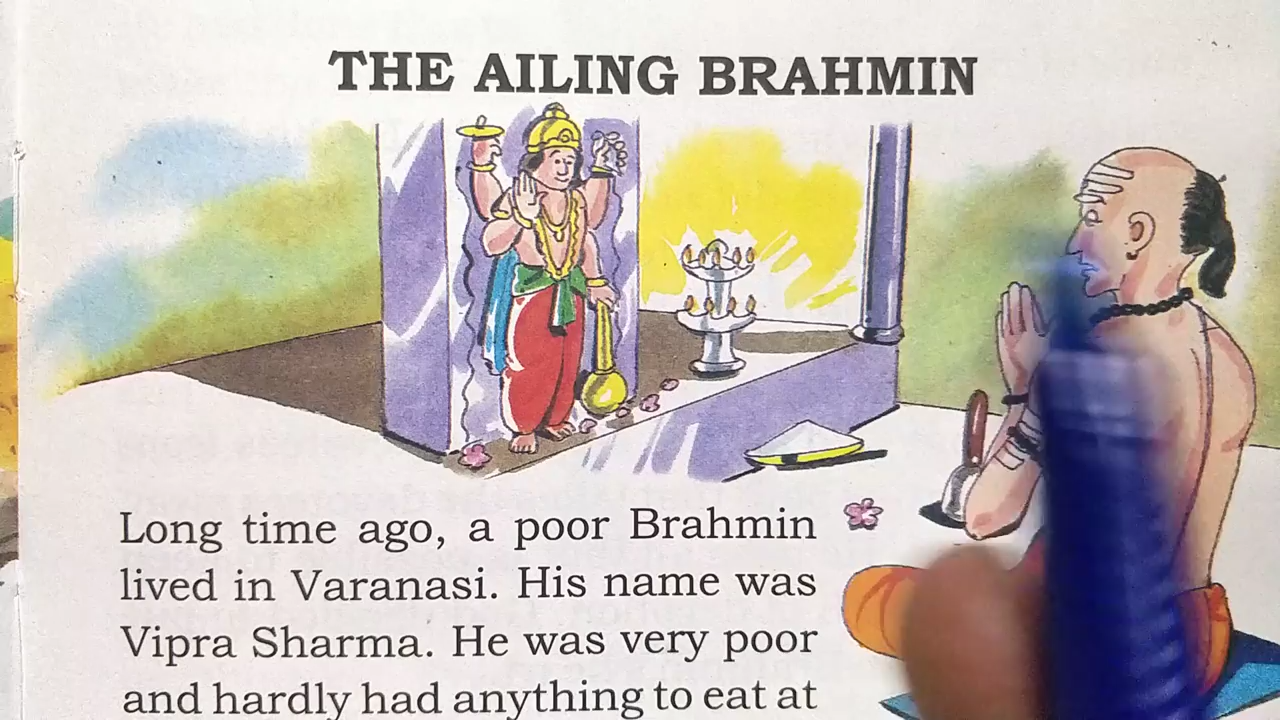 THE AILING BRAHMIN
Long time ago, a poor Brahmin
lived in Varanasi. His name was
Vipra Sharma. He was very poor
and hardly had anything to eat at